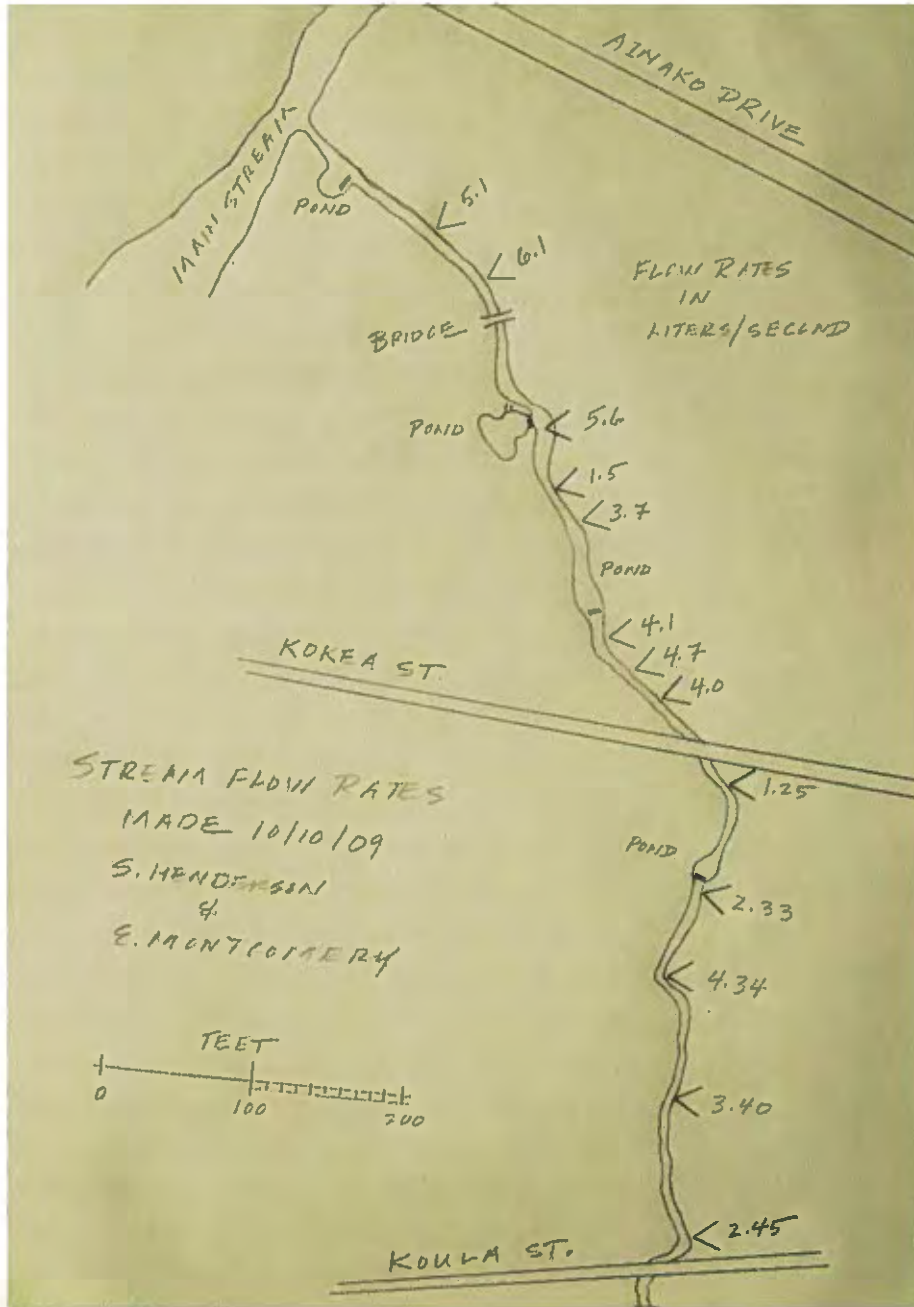 AINAKO DRIVE
MAIN STREAM
POND
5.1
6.1
FLOW RATES
IN
LITERS/SECOND
BRIDGE
POND
5.6
1.5
3.7
POND
4.1
4.7
4.0
KOKEA ST
STREAM FLOW RATES
MADE 10/10/09
S. HENDERSON
&
E. MONTGOMERY
1.25
POND
2.33
4.34
3.40
FEET
0 100 200
2.45
KOULA ST.